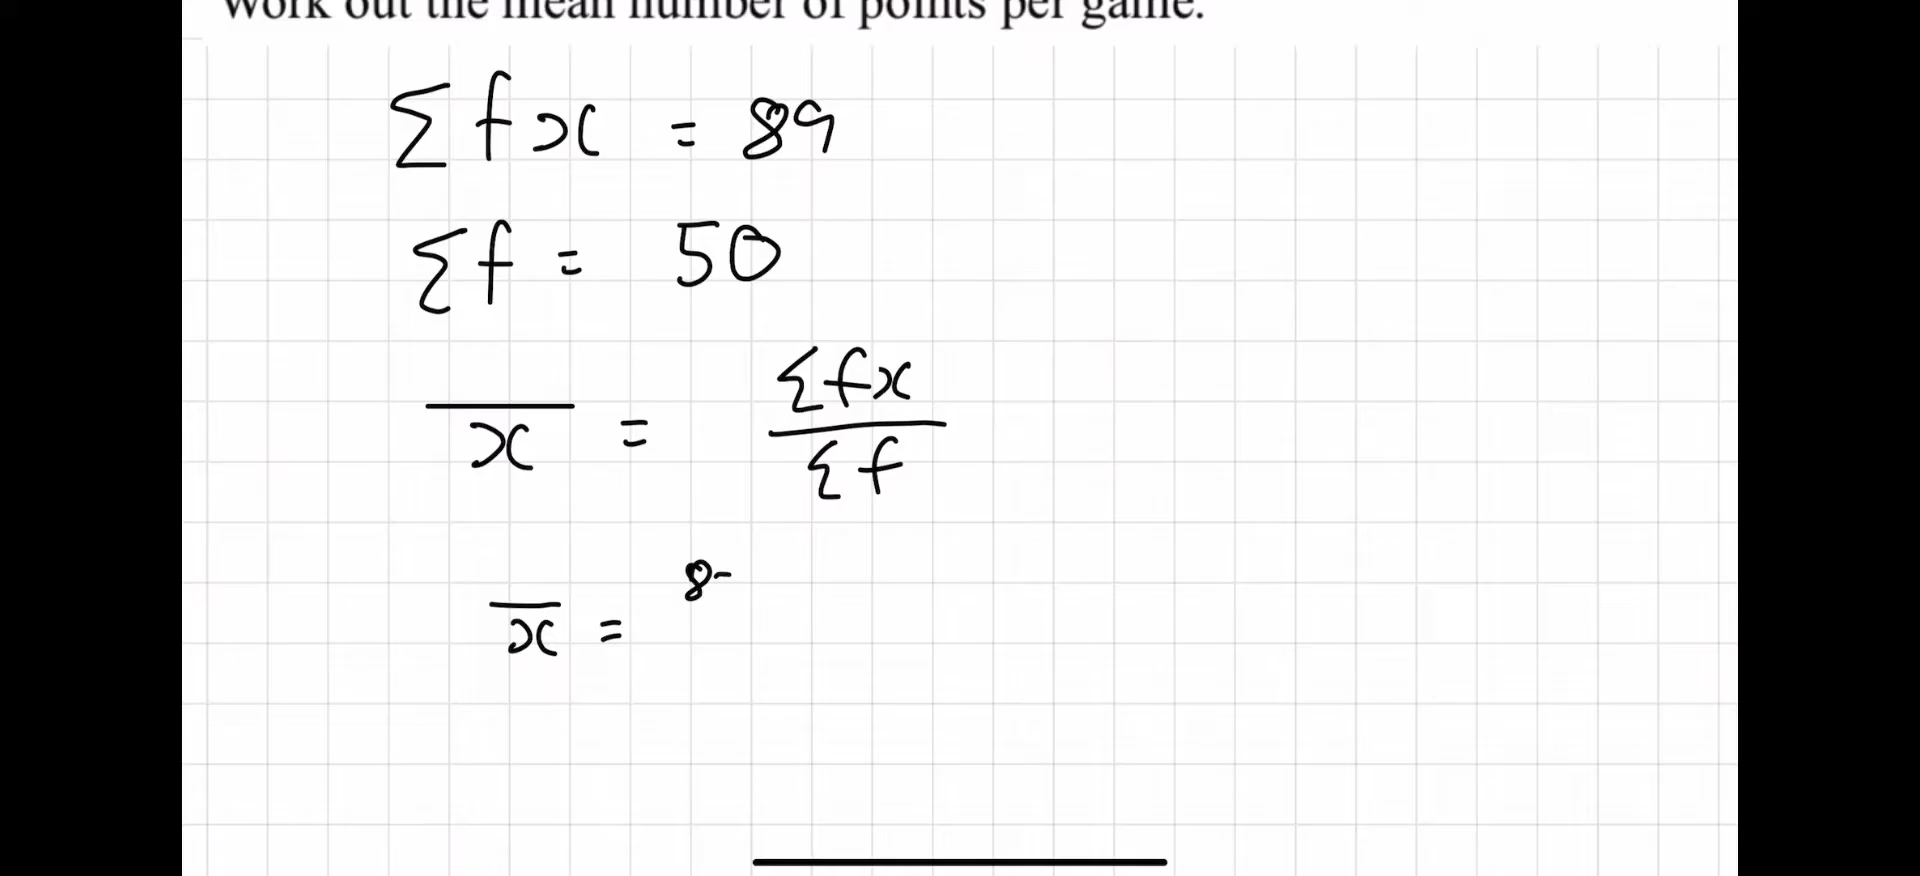 Work out the mean number of points per game.
Σfx = 89
Σf = 50
x̄ = Σfx / Σf
x̄ = 8-